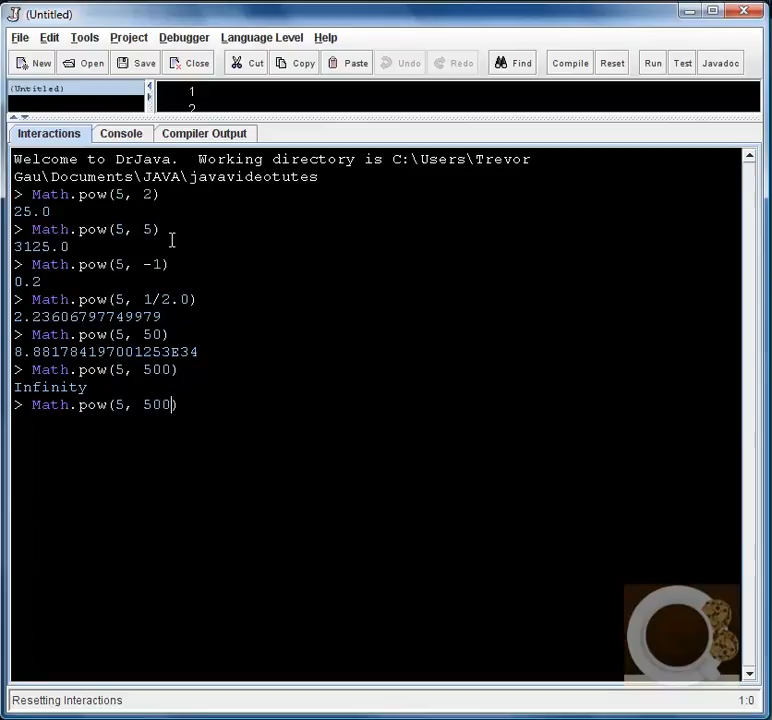 (Untitled)
File Edit Tools Project Debugger Language Level Help
New Open Save Close Cut Copy Paste Undo Redo Find Compile Reset Run Test Javadoc
(Untitled)
1
2
Interactions Console Compiler Output
Welcome to DrJava.  Working directory is C:\Users\Trevor
Gau\Documents\JAVA\javavideotutes
> Math.pow(5, 2)
25.0
> Math.pow(5, 5)
3125.0
> Math.pow(5, -1)
0.2
> Math.pow(5, 1/2.0)
2.23606797749979
> Math.pow(5, 50)
8.881784197001253E34
> Math.pow(5, 500)
Infinity
> Math.pow(5, 500)
Resetting Interactions 1:0